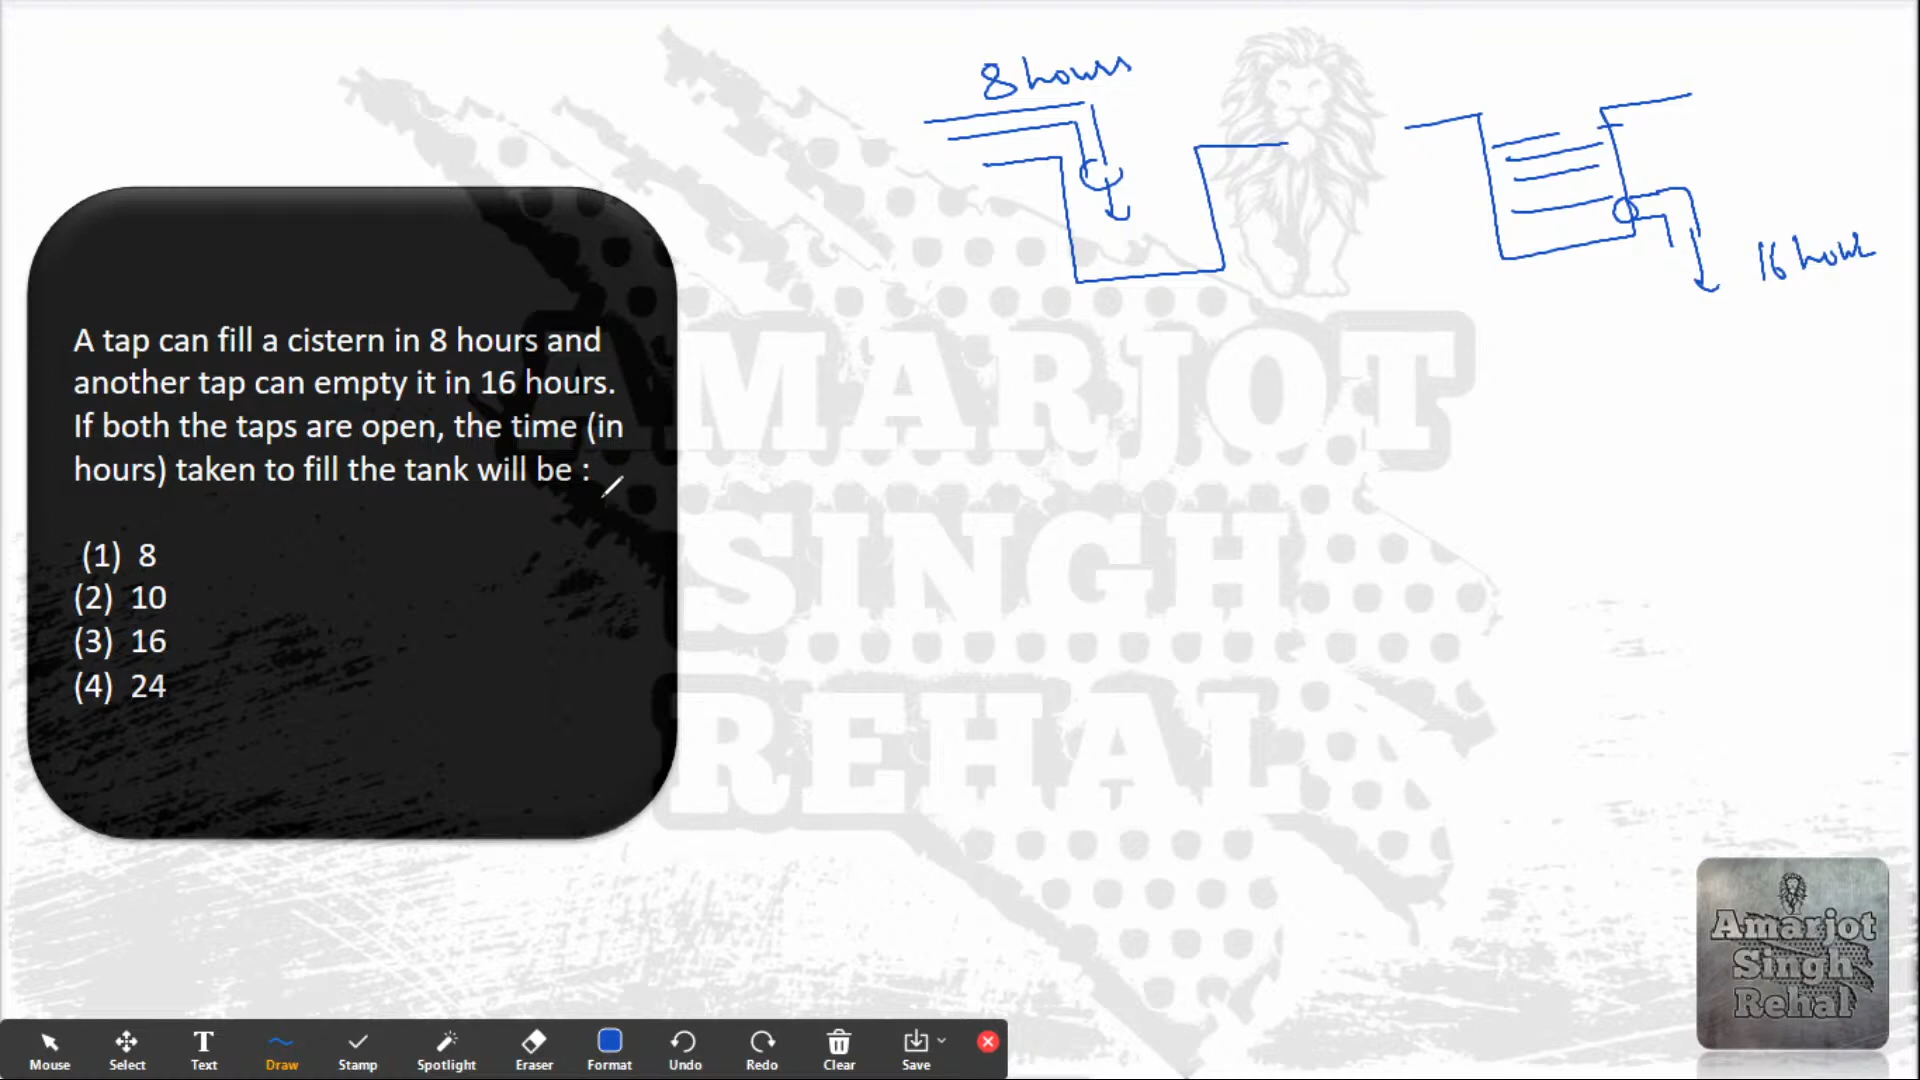 8 hours
16 hours
A tap can fill a cistern in 8 hours and
another tap can empty it in 16 hours.
If both the taps are open, the time (in
hours) taken to fill the tank will be :
(1) 8
(2) 10
(3) 16
(4) 24
AMARJOT
SINGH
REHAL
Amarjot
Singh
Rehal
Mouse Select Text Draw Stamp Spotlight Eraser Format Undo Redo Clear Save